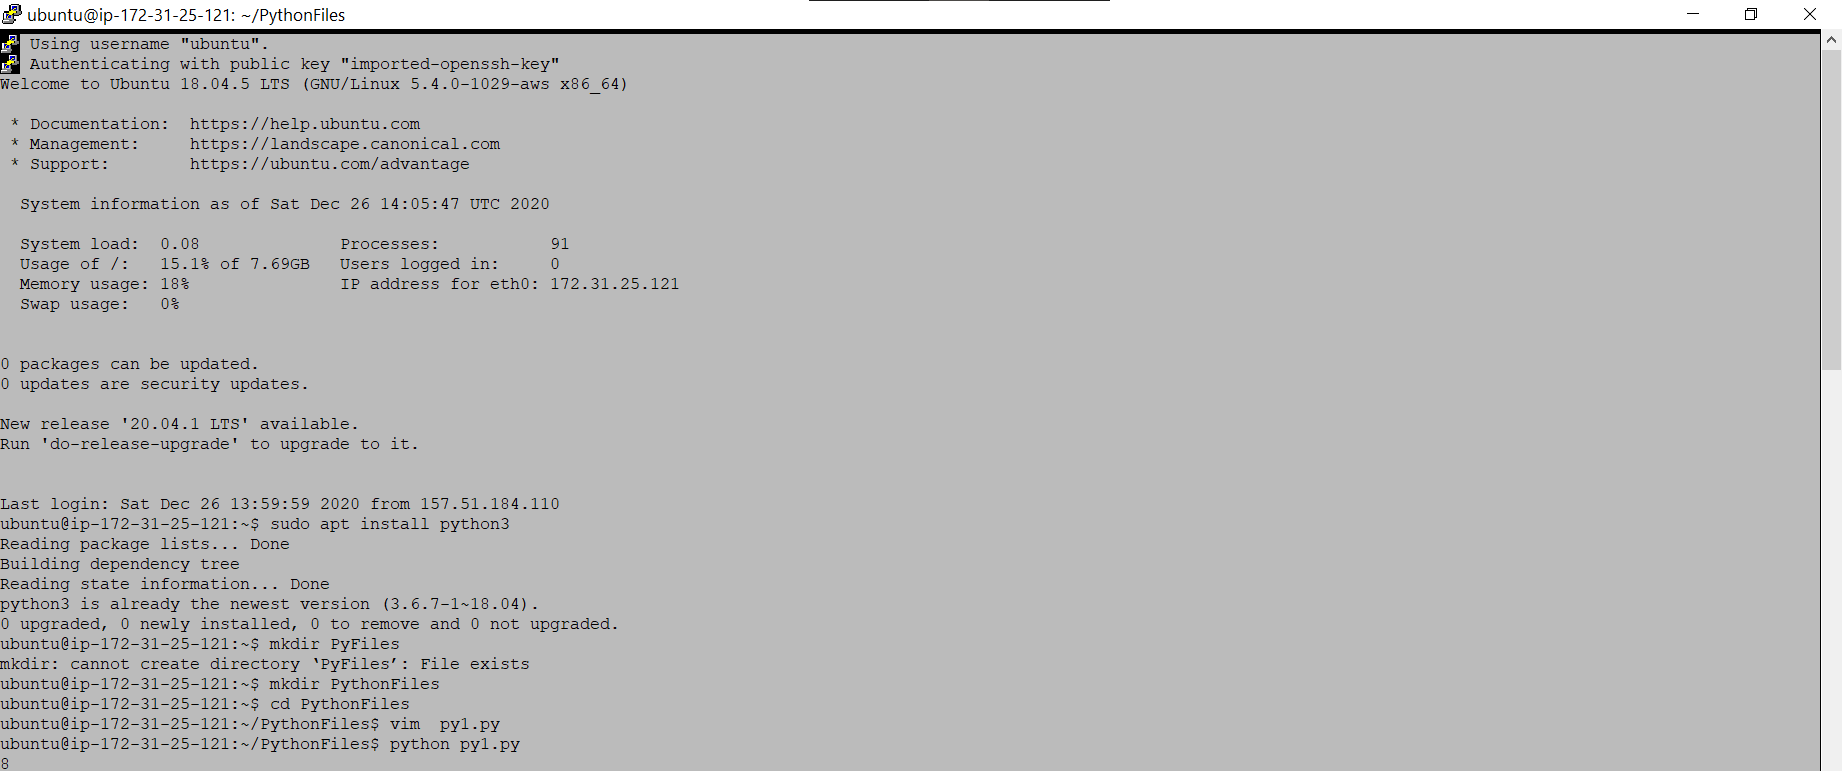 ubuntu@ip-172-31-25-121: ~/PythonFiles
Using username "ubuntu".
Authenticating with public key "imported-openssh-key"
Welcome to Ubuntu 18.04.5 LTS (GNU/Linux 5.4.0-1029-aws x86_64)
* Documentation:  https://help.ubuntu.com
* Management:     https://landscape.canonical.com
* Support:        https://ubuntu.com/advantage
System information as of Sat Dec 26 14:05:47 UTC 2020
System load:  0.08              Processes:           91
Usage of /:   15.1% of 7.69GB   Users logged in:     0
Memory usage: 18%               IP address for eth0: 172.31.25.121
Swap usage:   0%
0 packages can be updated.
0 updates are security updates.
New release '20.04.1 LTS' available.
Run 'do-release-upgrade' to upgrade to it.
Last login: Sat Dec 26 13:59:59 2020 from 157.51.184.110
ubuntu@ip-172-31-25-121:~$ sudo apt install python3
Reading package lists... Done
Building dependency tree
Reading state information... Done
python3 is already the newest version (3.6.7-1~18.04).
0 upgraded, 0 newly installed, 0 to remove and 0 not upgraded.
ubuntu@ip-172-31-25-121:~$ mkdir PyFiles
mkdir: cannot create directory ‘PyFiles’: File exists
ubuntu@ip-172-31-25-121:~$ mkdir PythonFiles
ubuntu@ip-172-31-25-121:~$ cd PythonFiles
ubuntu@ip-172-31-25-121:~/PythonFiles$ vim  py1.py
ubuntu@ip-172-31-25-121:~/PythonFiles$ python py1.py
8